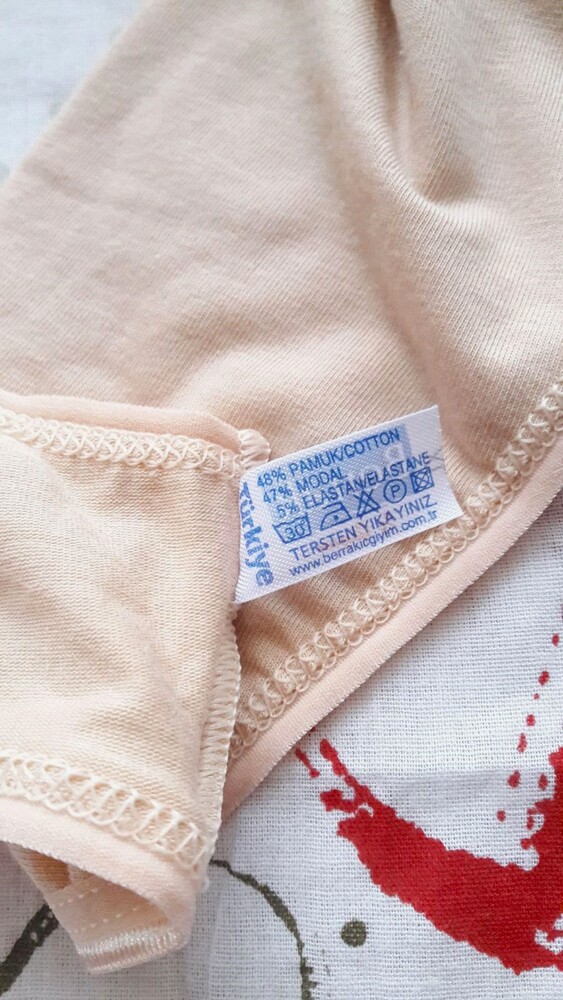 48% PAMUK/COTTON
47% MODAL
5% ELASTAN/ELASTANE
30 P
TERSTEN YIKAYINIZ
www.berrakicgiyim.com.tr
Türkiye